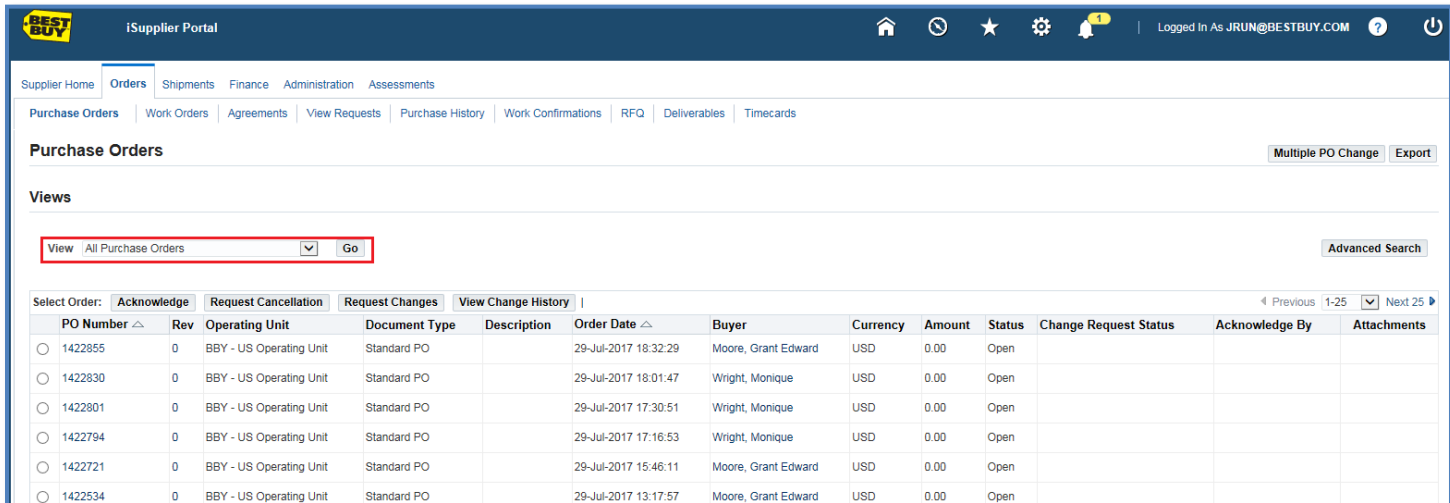 BEST BUY iSupplier Portal 1 | Logged In As JRUN@BESTBUY.COM ?
Supplier Home Orders Shipments Finance Administration Assessments
Purchase Orders | Work Orders | Agreements | View Requests | Purchase History | Work Confirmations | RFQ | Deliverables | Timecards
Purchase Orders Multiple PO Change Export
Views
View All Purchase Orders Go Advanced Search
Select Order: Acknowledge Request Cancellation Request Changes View Change History | Previous 1-25 Next 25
PO Number Rev Operating Unit Document Type Description Order Date Buyer Currency Amount Status Change Request Status Acknowledge By Attachments
1422855 0 BBY - US Operating Unit Standard PO 29-Jul-2017 18:32:29 Moore, Grant Edward USD 0.00 Open
1422830 0 BBY - US Operating Unit Standard PO 29-Jul-2017 18:01:47 Wright, Monique USD 0.00 Open
1422801 0 BBY - US Operating Unit Standard PO 29-Jul-2017 17:30:51 Wright, Monique USD 0.00 Open
1422794 0 BBY - US Operating Unit Standard PO 29-Jul-2017 17:16:53 Wright, Monique USD 0.00 Open
1422721 0 BBY - US Operating Unit Standard PO 29-Jul-2017 15:46:11 Moore, Grant Edward USD 0.00 Open
1422534 0 BBY - US Operating Unit Standard PO 29-Jul-2017 13:17:57 Moore, Grant Edward USD 0.00 Open